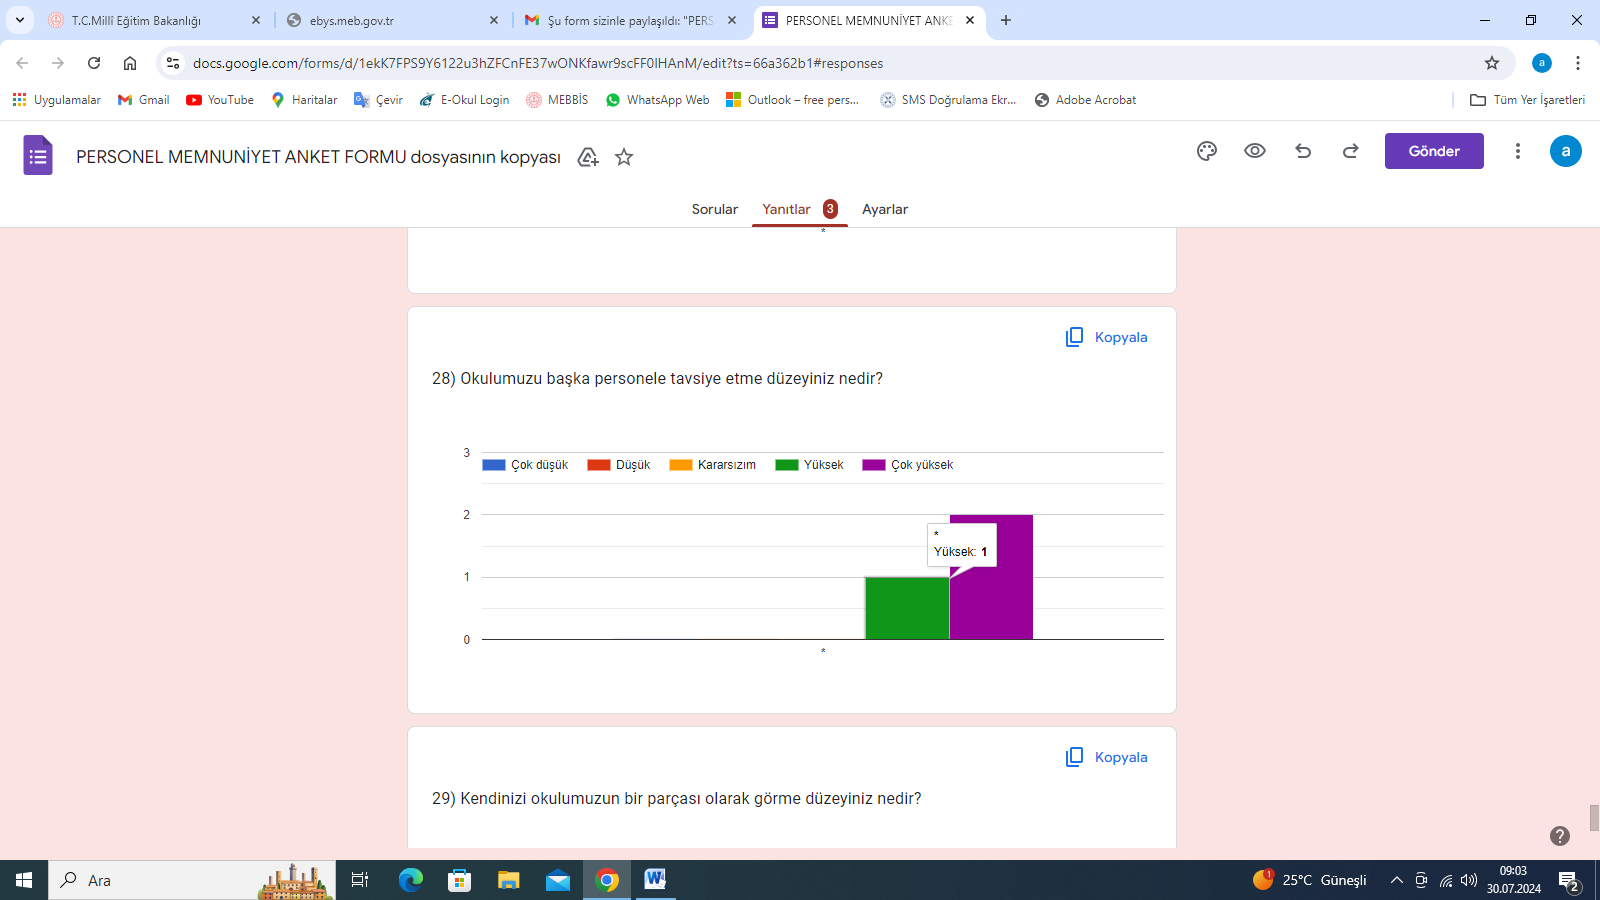 T.C.Millî Eğitim Bakanlığı
ebys.meb.gov.tr
Şu form sizinle paylaşıldı: "PERS
PERSONEL MEMNUNİYET ANKE
docs.google.com/forms/d/1ekK7FPS9Y6122u3hZFCnFE37wONKfawr9scFF0IHAnM/edit?ts=66a362b1#responses
a
Uygulamalar
Gmail
YouTube
Haritalar
Çevir
E-Okul Login
MEBBİS
WhatsApp Web
Outlook – free pers...
SMS Doğrulama Ekr...
Adobe Acrobat
Tüm Yer İşaretleri
PERSONEL MEMNUNİYET ANKET FORMU dosyasının kopyası
Gönder
a
Sorular
Yanıtlar 3
Ayarlar
*
Kopyala
28) Okulumuzu başka personele tavsiye etme düzeyiniz nedir?
3
Çok düşük
Düşük
Kararsızım
Yüksek
Çok yüksek
2
*
Yüksek: 1
1
0
*
Kopyala
29) Kendinizi okulumuzun bir parçası olarak görme düzeyiniz nedir?
?
Ara
W
1
25°C Güneşli
09:03
30.07.2024
2